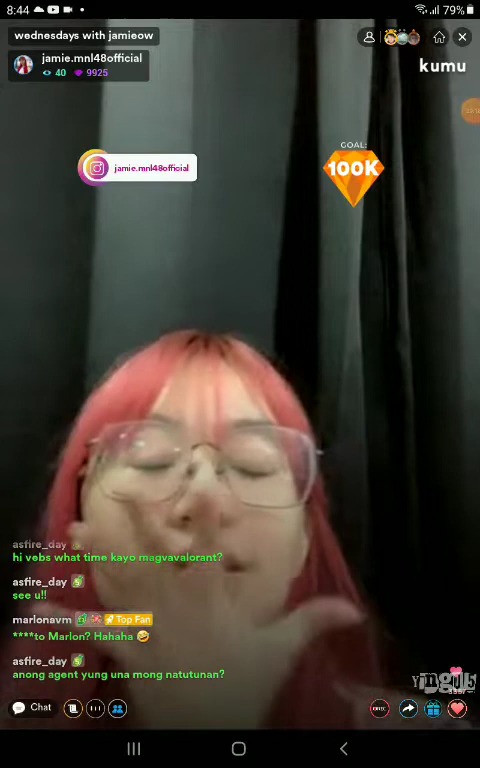 8:44
79%
wednesdays with jamieow
jamie.mnl48official
40 9925
kumu
GOAL:
100K
jamie.mnl48official
asfire_day
hi vebs what time kayo magvavalorant?
asfire_day
see u!!
marlonavm Top Fan
****to Marlon? Hahaha 🤣
asfire_day
anong agent yung una mong natutunan?
Chat